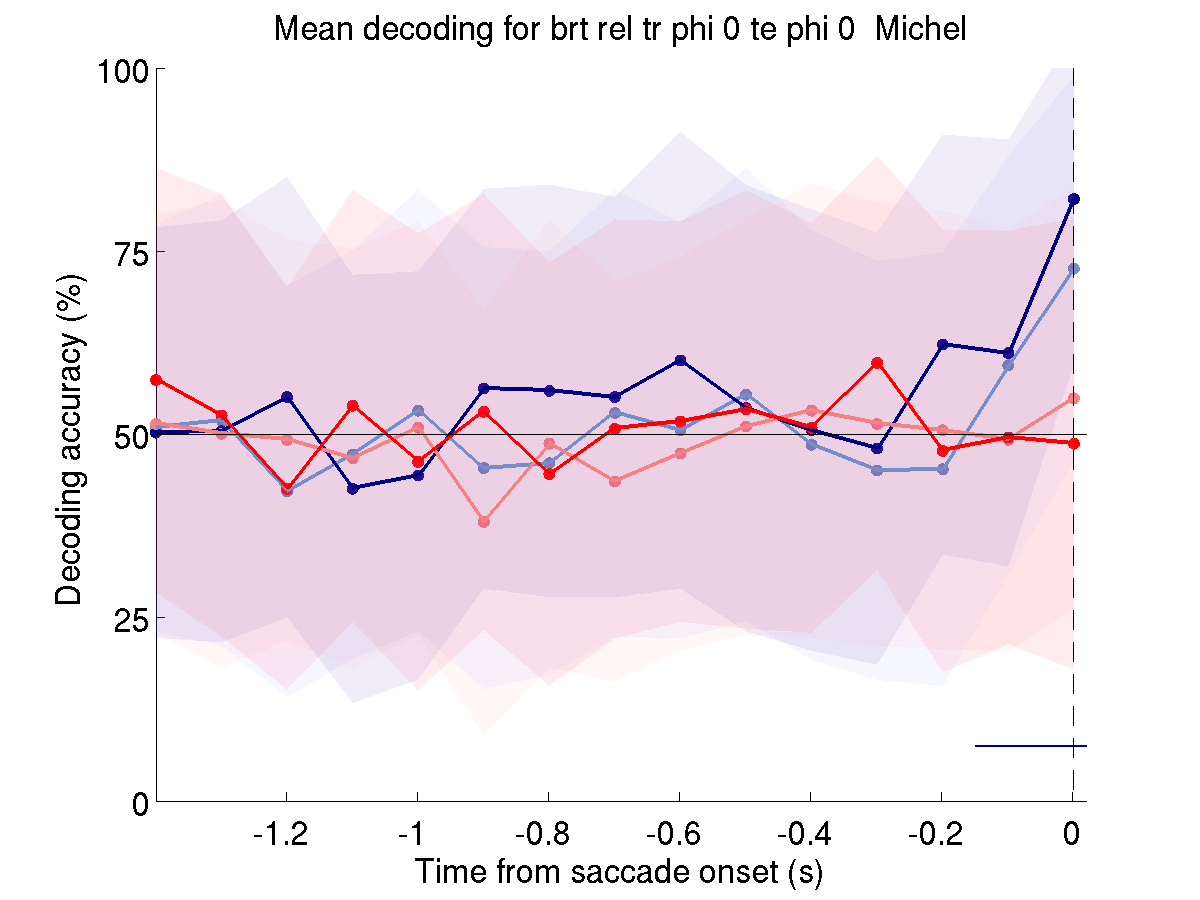 Mean decoding for brt rel tr phi 0 te phi 0  Michel
100
75
50
25
0
Decoding accuracy (%)
-1.2 -1 -0.8 -0.6 -0.4 -0.2 0
Time from saccade onset (s)